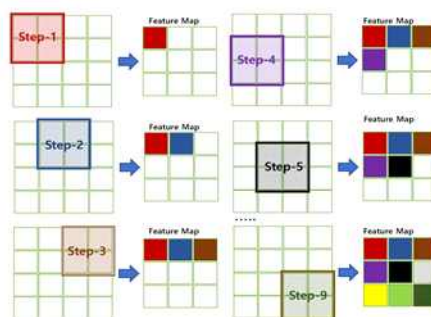 Feature Map
Step-1
Feature Map
Step-4
Feature Map
Step-2
Feature Map
Step-5
.....
Feature Map
Step-3
Feature Map
Step-9